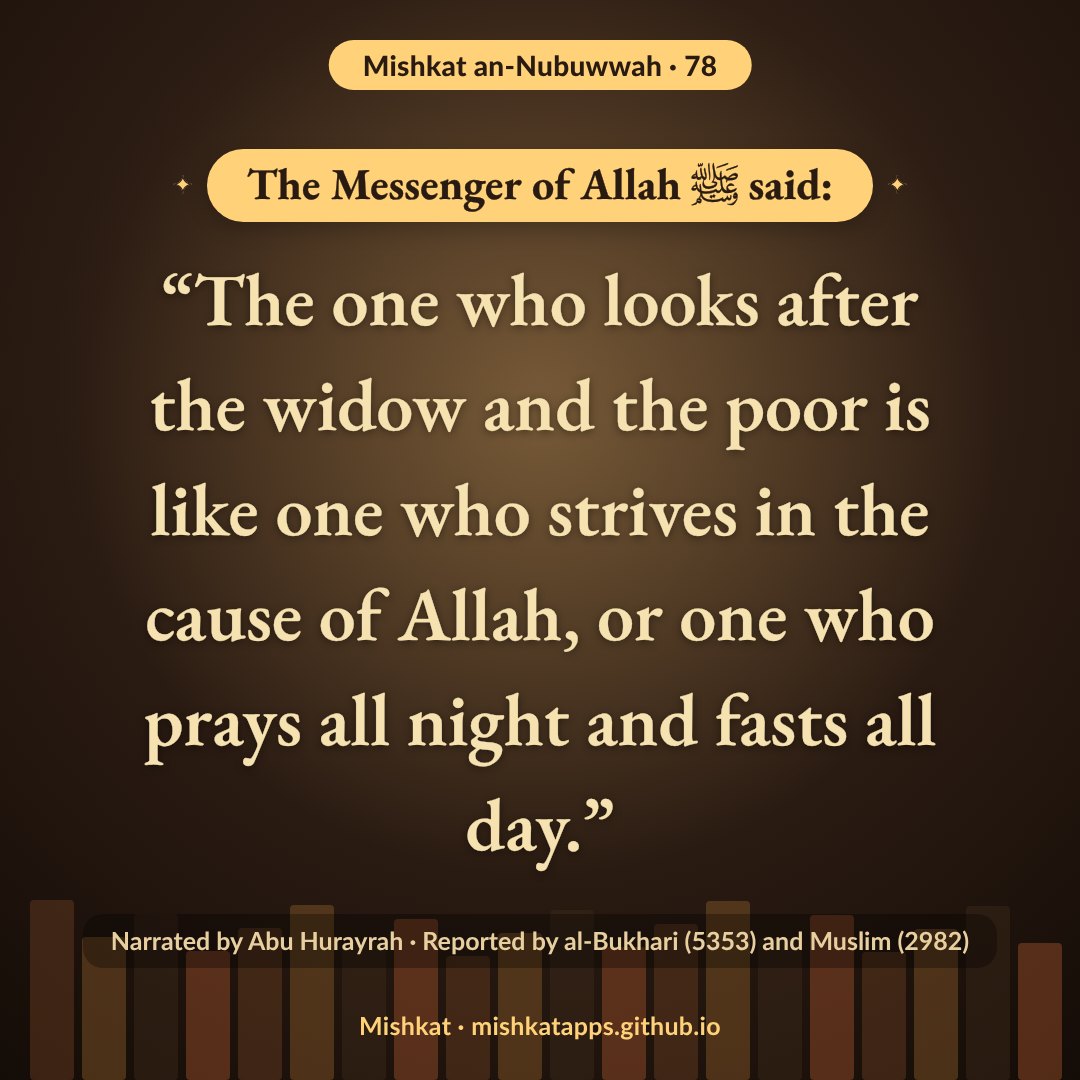 Mishkat an-Nubuwwah · 78
The Messenger of Allah ﷺ said:
“The one who looks after
the widow and the poor is
like one who strives in the
cause of Allah, or one who
prays all night and fasts all
day.”
Narrated by Abu Hurayrah · Reported by al-Bukhari (5353) and Muslim (2982)
Mishkat · mishkatapps.github.io